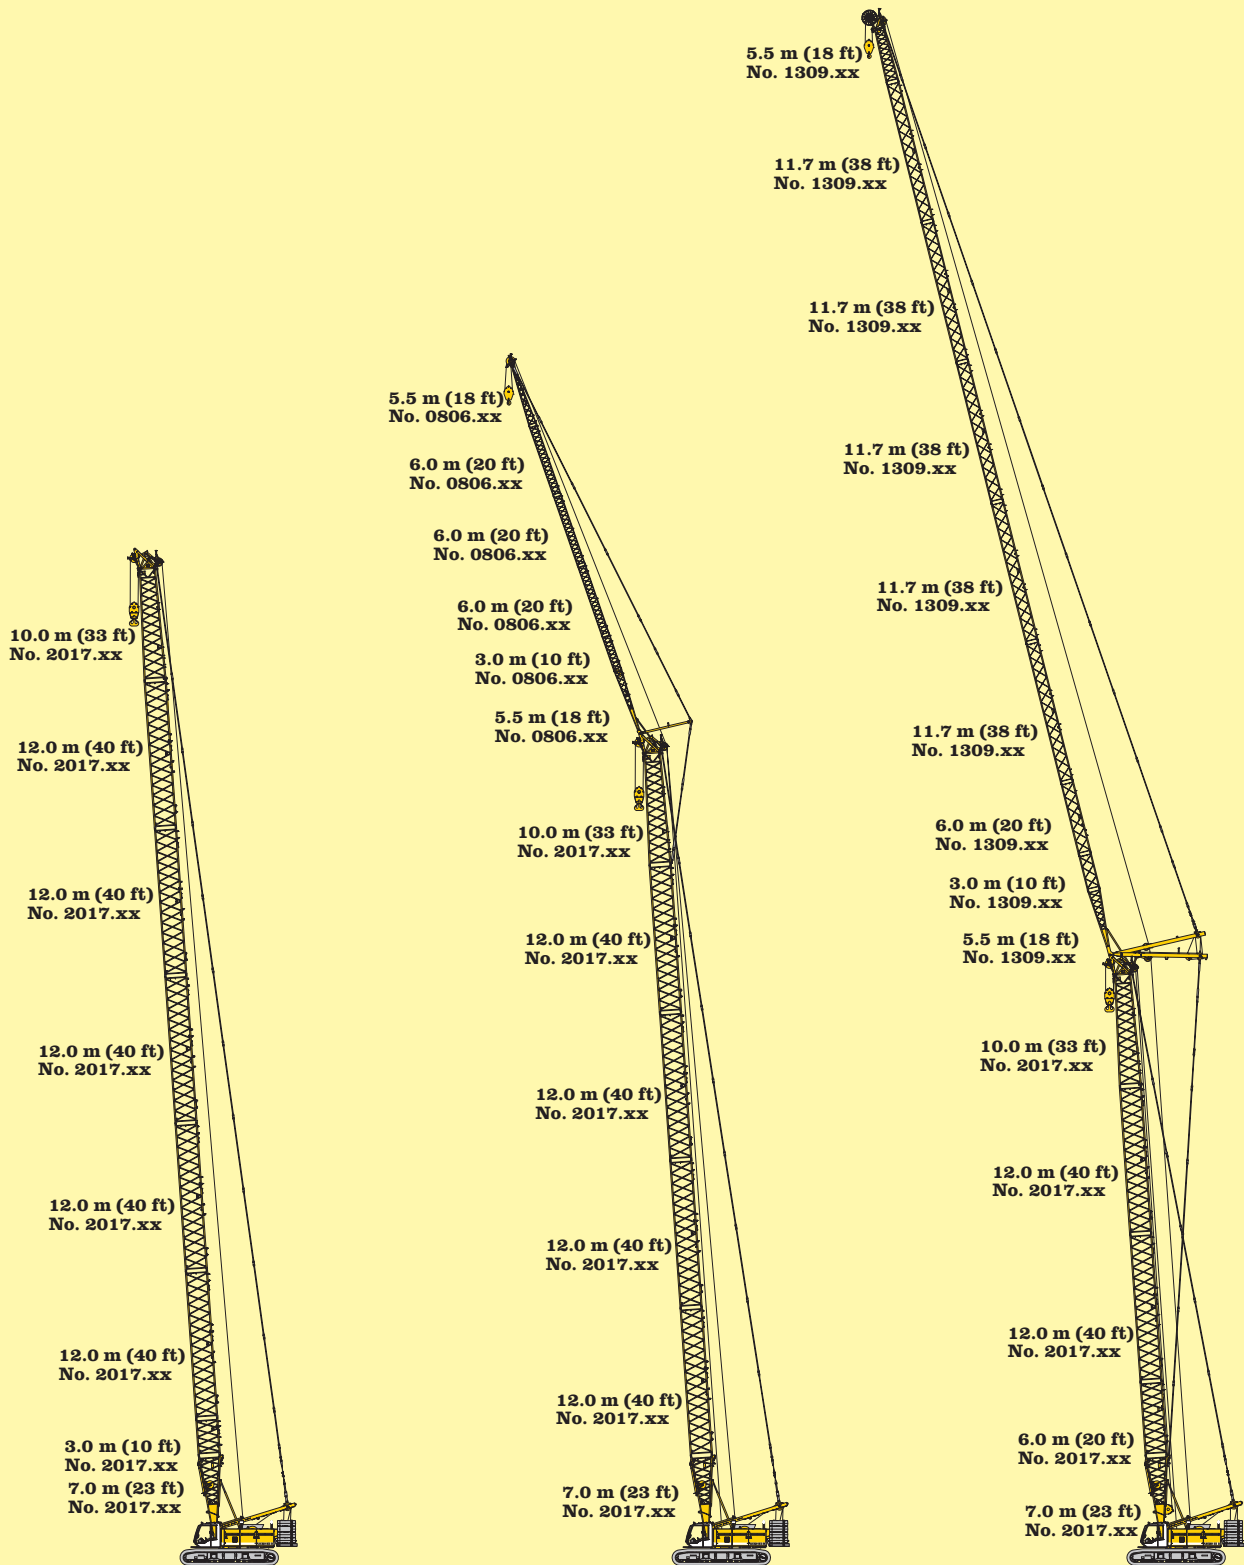 10.0 m (33 ft)
No. 2017.xx
12.0 m (40 ft)
No. 2017.xx
12.0 m (40 ft)
No. 2017.xx
12.0 m (40 ft)
No. 2017.xx
12.0 m (40 ft)
No. 2017.xx
12.0 m (40 ft)
No. 2017.xx
3.0 m (10 ft)
No. 2017.xx
7.0 m (23 ft)
No. 2017.xx
5.5 m (18 ft)
No. 0806.xx
6.0 m (20 ft)
No. 0806.xx
6.0 m (20 ft)
No. 0806.xx
6.0 m (20 ft)
No. 0806.xx
3.0 m (10 ft)
No. 0806.xx
5.5 m (18 ft)
No. 0806.xx
10.0 m (33 ft)
No. 2017.xx
12.0 m (40 ft)
No. 2017.xx
12.0 m (40 ft)
No. 2017.xx
12.0 m (40 ft)
No. 2017.xx
12.0 m (40 ft)
No. 2017.xx
7.0 m (23 ft)
No. 2017.xx
5.5 m (18 ft)
No. 1309.xx
11.7 m (38 ft)
No. 1309.xx
11.7 m (38 ft)
No. 1309.xx
11.7 m (38 ft)
No. 1309.xx
11.7 m (38 ft)
No. 1309.xx
11.7 m (38 ft)
No. 1309.xx
6.0 m (20 ft)
No. 1309.xx
3.0 m (10 ft)
No. 1309.xx
5.5 m (18 ft)
No. 1309.xx
10.0 m (33 ft)
No. 2017.xx
12.0 m (40 ft)
No. 2017.xx
12.0 m (40 ft)
No. 2017.xx
6.0 m (20 ft)
No. 2017.xx
7.0 m (23 ft)
No. 2017.xx